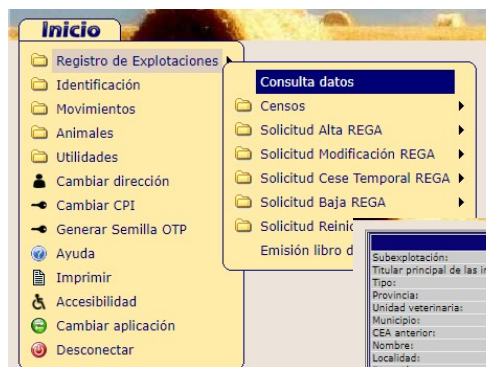 Inicio
Registro de Explotaciones
Identificación
Movimientos
Animales
Utilidades
Cambiar dirección
Cambiar CPI
Generar Semilla OTP
Ayuda
Imprimir
Accesibilidad
Cambiar aplicación
Desconectar
Consulta datos
Censos
Solicitud Alta REGA
Solicitud Modificación REGA
Solicitud Cese Temporal REGA
Solicitud Baja REGA
Solicitud Reinic
Emisión libro d
Subexplotación:
Titular principal de las in
Tipo:
Provincia:
Unidad veterinaria:
Municipio:
CEA anterior:
Nombre:
Localidad: